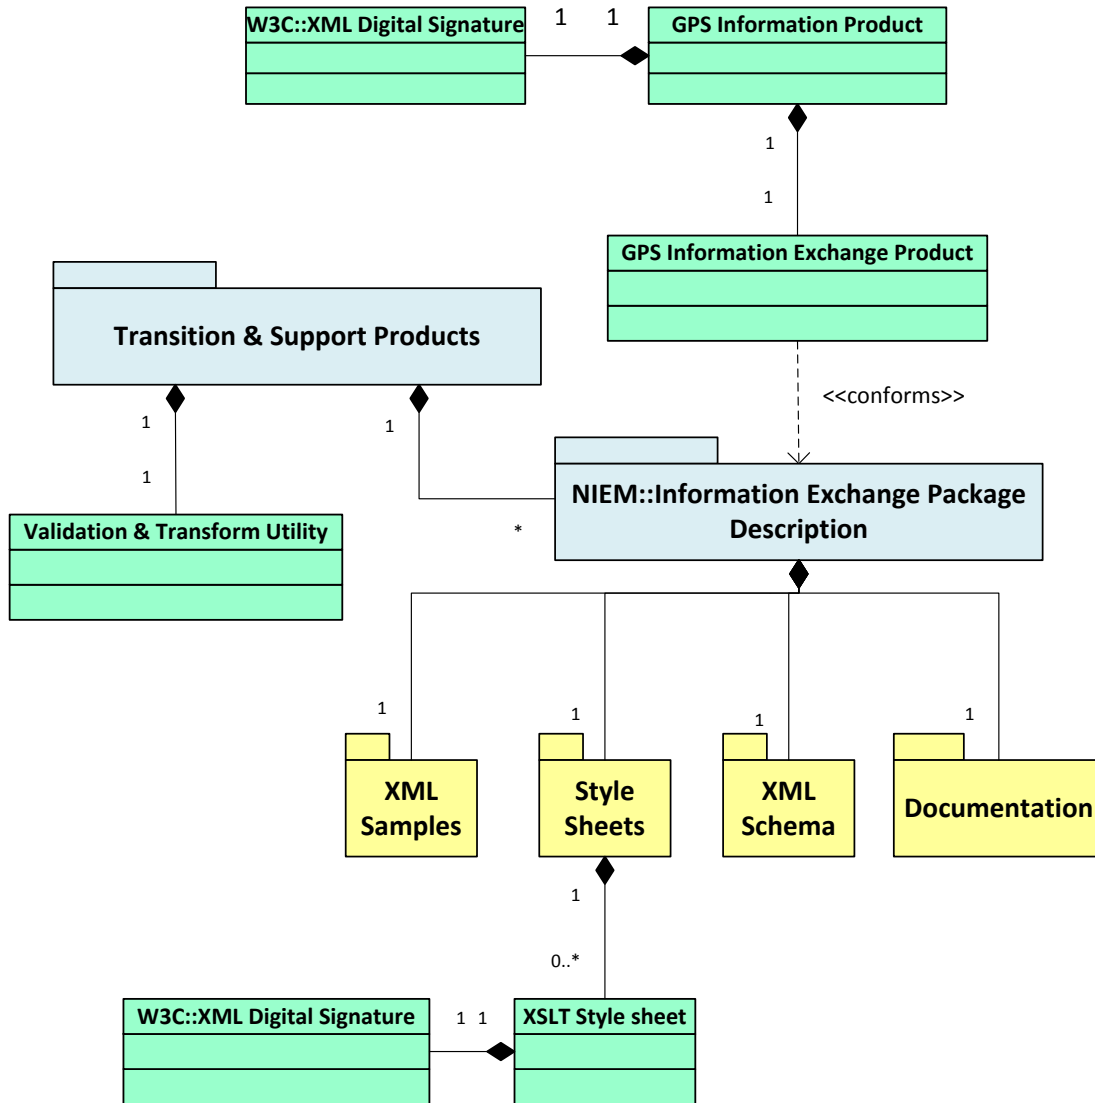 W3C::XML Digital Signature
1
1
GPS Information Product
1
1
GPS Information Exchange Product
Transition & Support Products
<<conforms>>
1
1
1
NIEM::Information Exchange Package
Description
*
Validation & Transform Utility
1
1
1
1
XML
Samples
Style
Sheets
XML
Schema
Documentation
1
0..*
W3C::XML Digital Signature
1
1
XSLT Style sheet